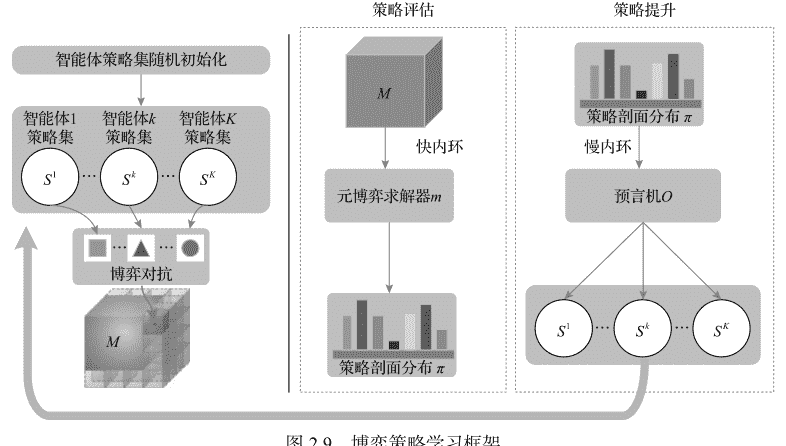 策略评估
策略提升
智能体策略集随机初始化
智能体1
策略集
智能体k
策略集
智能体K
策略集
S¹
···
Sᵏ
···
Sᴷ
···
···
博弈对抗
M
M
快内环
元博弈求解器m
策略剖面分布 π
策略剖面分布 π
慢内环
预言机O
S¹
···
Sᵏ
···
Sᴷ
图 2.9 博弈策略学习框架